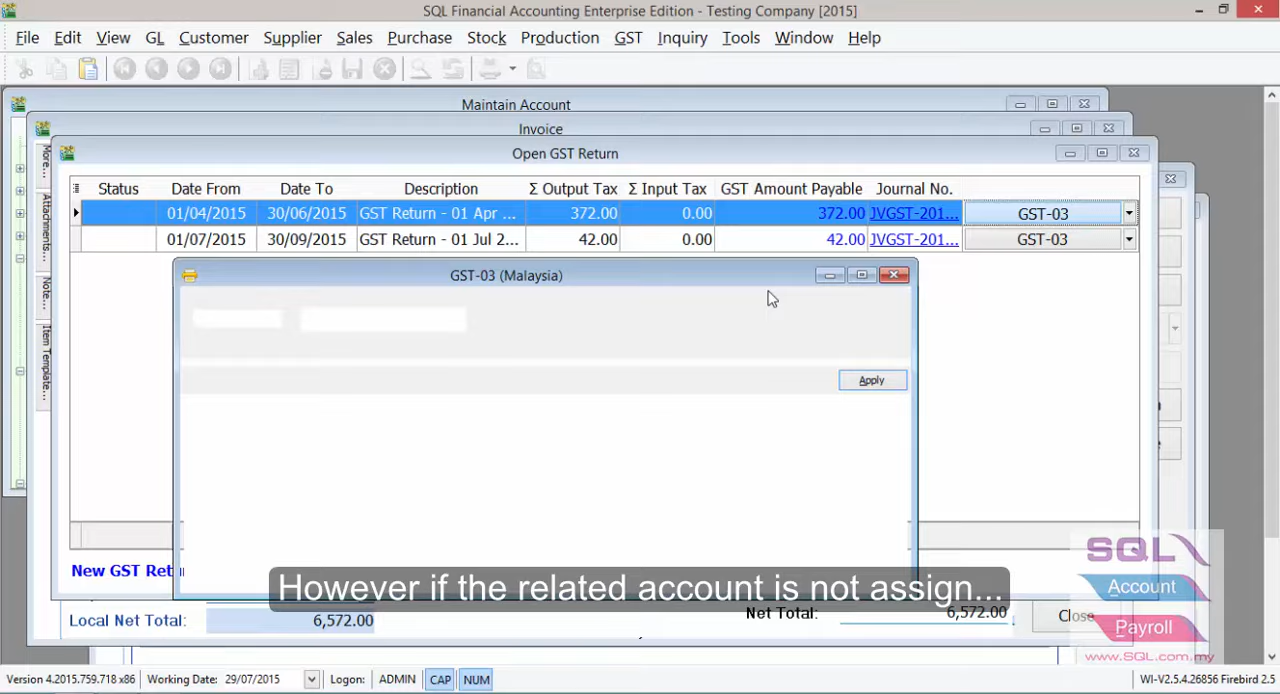 SQL Financial Accounting Enterprise Edition - Testing Company [2015]
File Edit View GL Customer Supplier Sales Purchase Stock Production GST Inquiry Tools Window Help
Maintain Account
Invoice
Open GST Return
More...
Attachments...
Note...
Item Template...
Status Date From Date To Description Σ Output Tax Σ Input Tax GST Amount Payable Journal No.
01/04/2015 30/06/2015 GST Return - 01 Apr ... 372.00 0.00 372.00 JVGST-201... GST-03
01/07/2015 30/09/2015 GST Return - 01 Jul 2... 42.00 0.00 42.00 JVGST-201... GST-03
GST-03 (Malaysia)
Apply
New GST Ret
However if the related account is not assign...
Local Net Total: 6,572.00
Net Total: 6,572.00
Close
SQL
Account
Payroll
www.SQL.com.my
Version 4.2015.759.718 x86 Working Date: 29/07/2015 Logon: ADMIN CAP NUM WI-V2.5.4.26856 Firebird 2.5